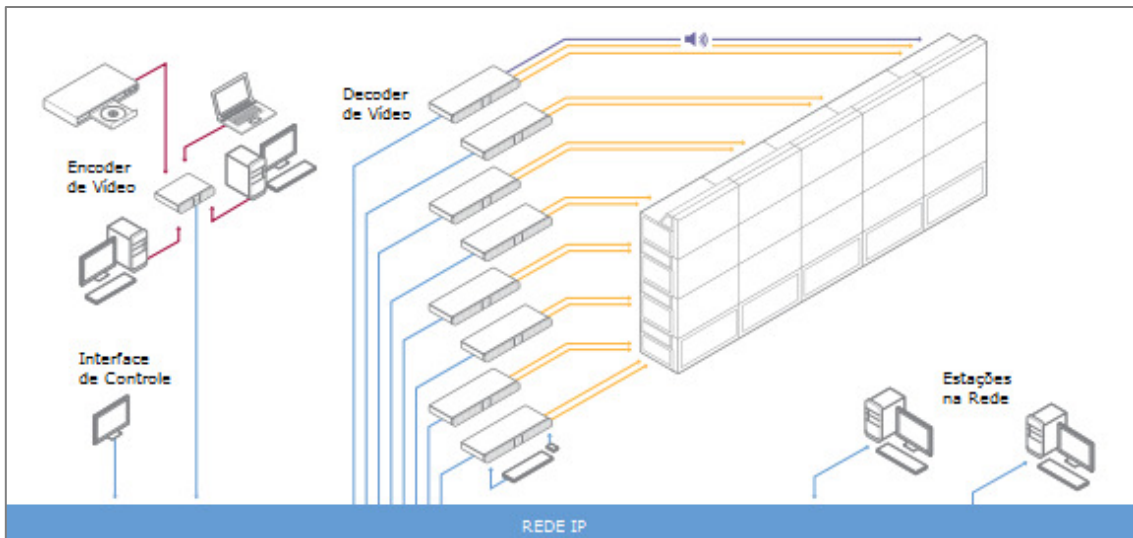 Decoder
de Vídeo
Encoder
de Vídeo
Interface
de Controle
Estações
na Rede
REDE IP